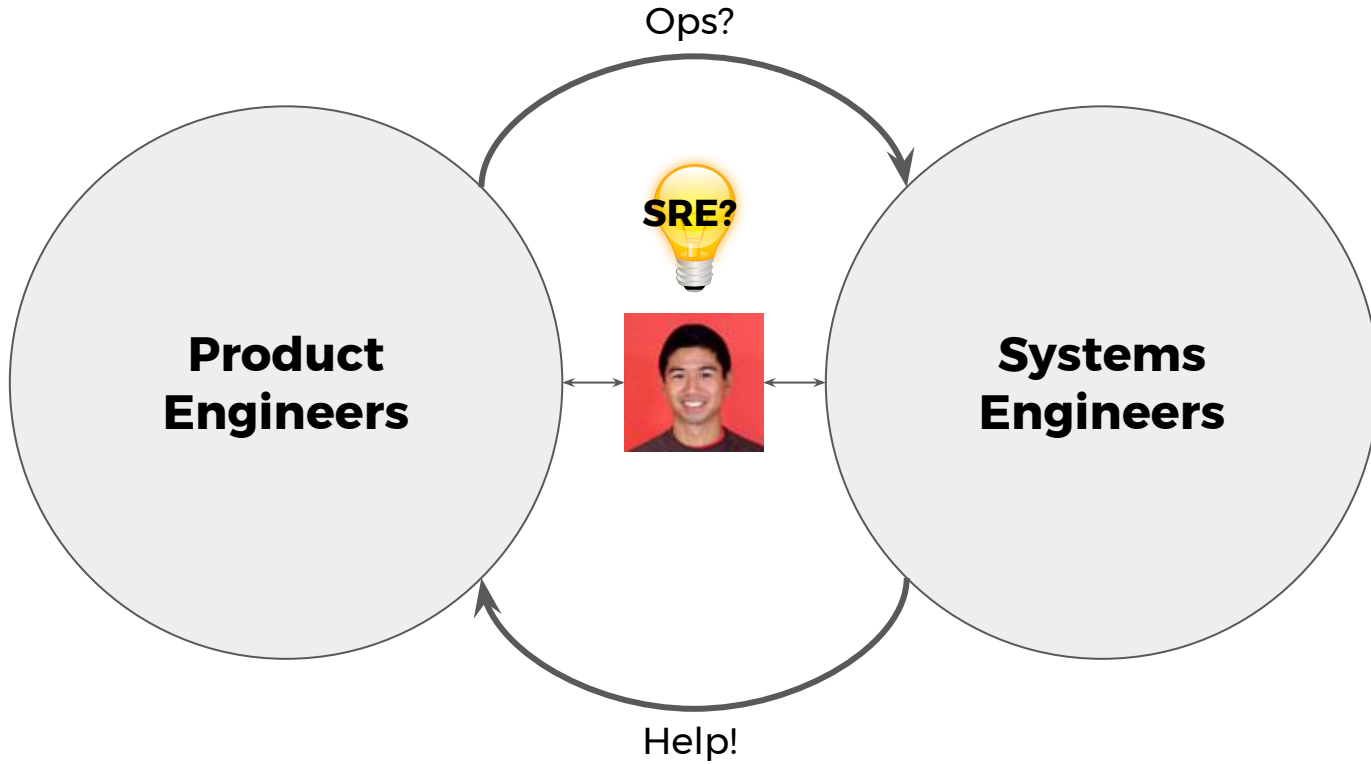 Ops?
SRE?
Product
Engineers
Systems
Engineers
Help!